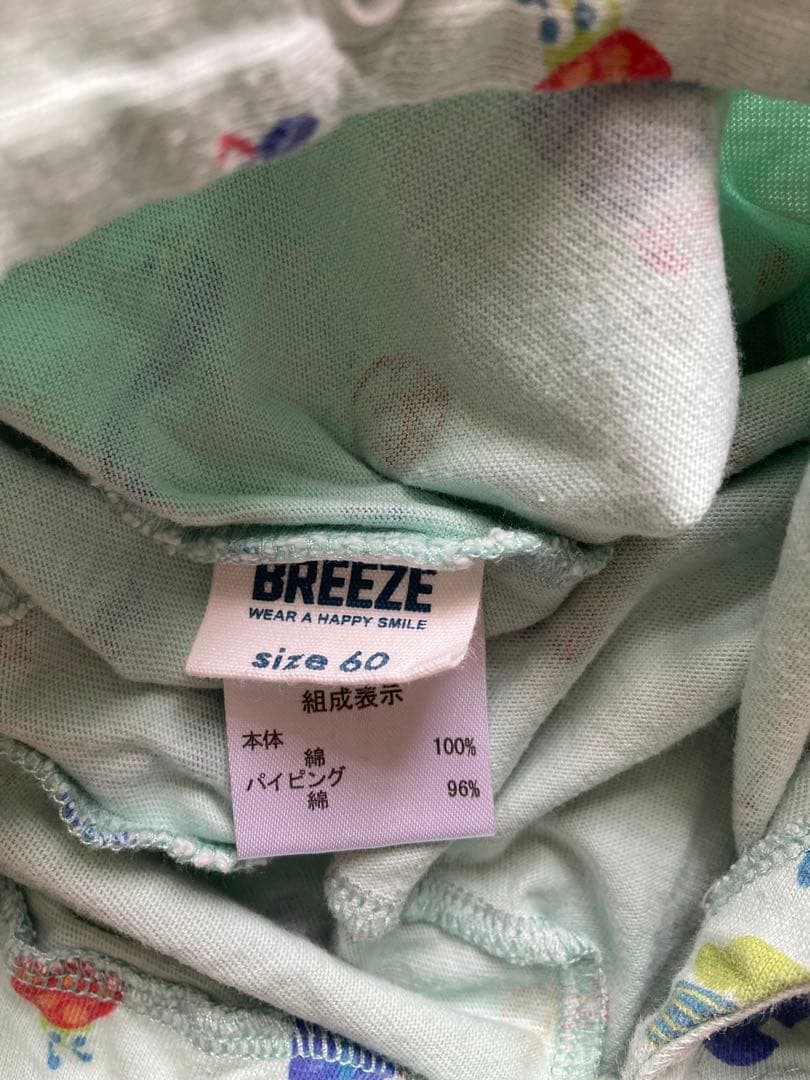 BREEZE
WEAR A HAPPY SMILE
size 60
組成表示
本体
綿 100%
パイピング
綿 96%